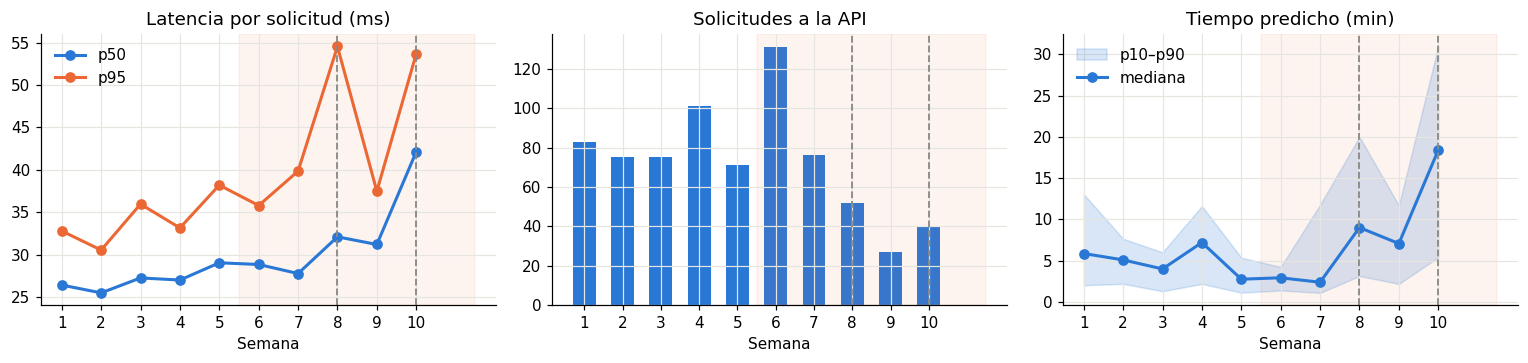 Latencia por solicitud (ms)
55
50
45
40
35
30
25
p50
p95
1 2 3 4 5 6 7 8 9 10
Semana
Solicitudes a la API
120
100
80
60
40
20
0
1 2 3 4 5 6 7 8 9 10
Semana
Tiempo predicho (min)
30
25
20
15
10
5
0
p10–p90
mediana
1 2 3 4 5 6 7 8 9 10
Semana